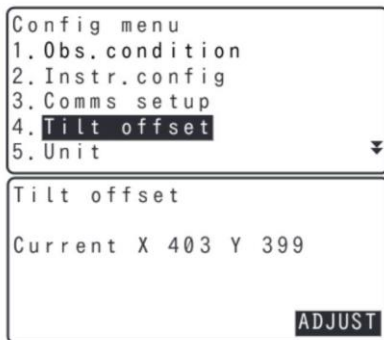 Config menu
1. Obs.condition
2. Instr.config
3. Comms setup
4. Tilt offset
5. Unit
Tilt offset
Current X 403 Y 399
ADJUST